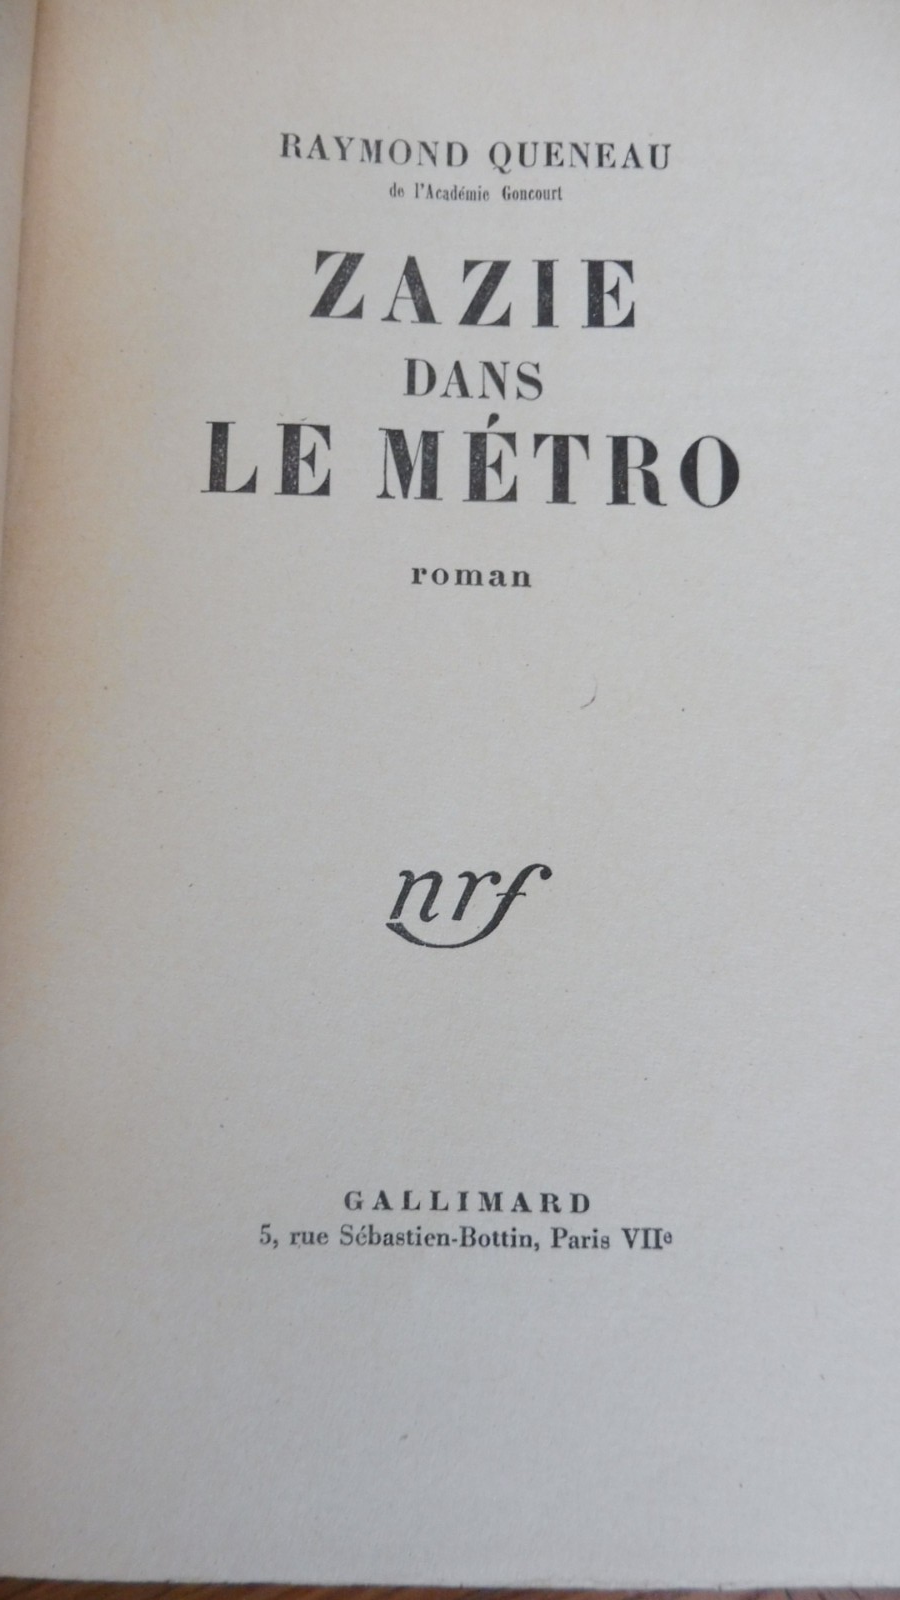 RAYMOND QUENEAU
de l'Académie Goncourt
ZAZIE
DANS
LE MÉTRO
roman
nrf
GALLIMARD
5, rue Sébastien-Bottin, Paris VIIe